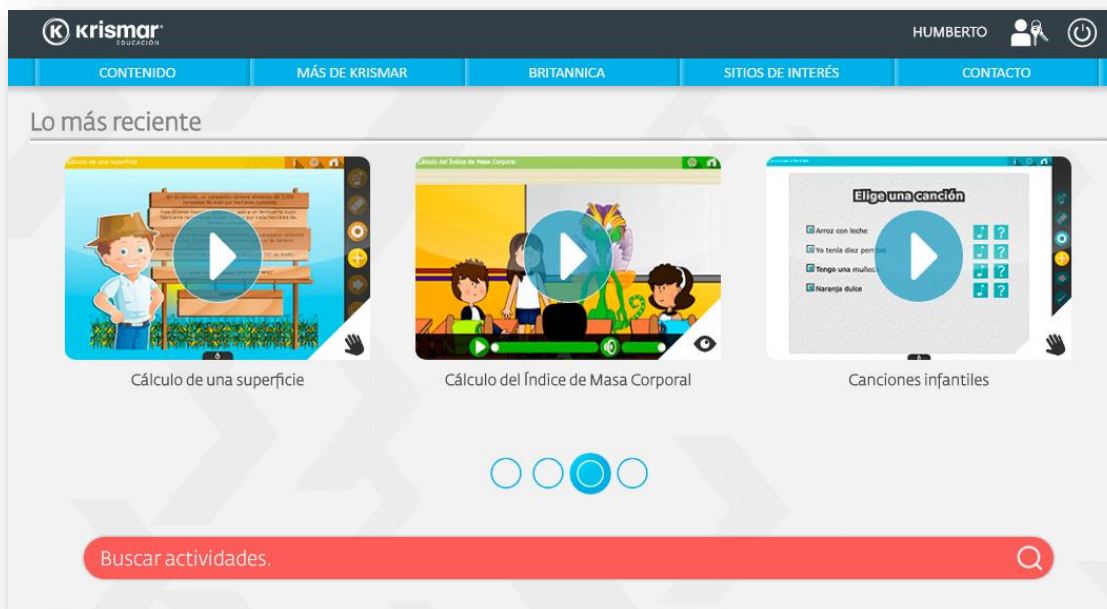 krismar
EDUCACIÓN
HUMBERTO
CONTENIDO
MÁS DE KRISMAR
BRITANNICA
SITIOS DE INTERÉS
CONTACTO
Lo más reciente
Cálculo de una superficie
Cálculo del Índice de Masa Corporal
Elige una canción
Arroz con leche
Yo tenía diez
Tengo una
Naranja dulce
Cálculo de una superficie
Cálculo del Índice de Masa Corporal
Canciones infantiles
Buscar actividades.